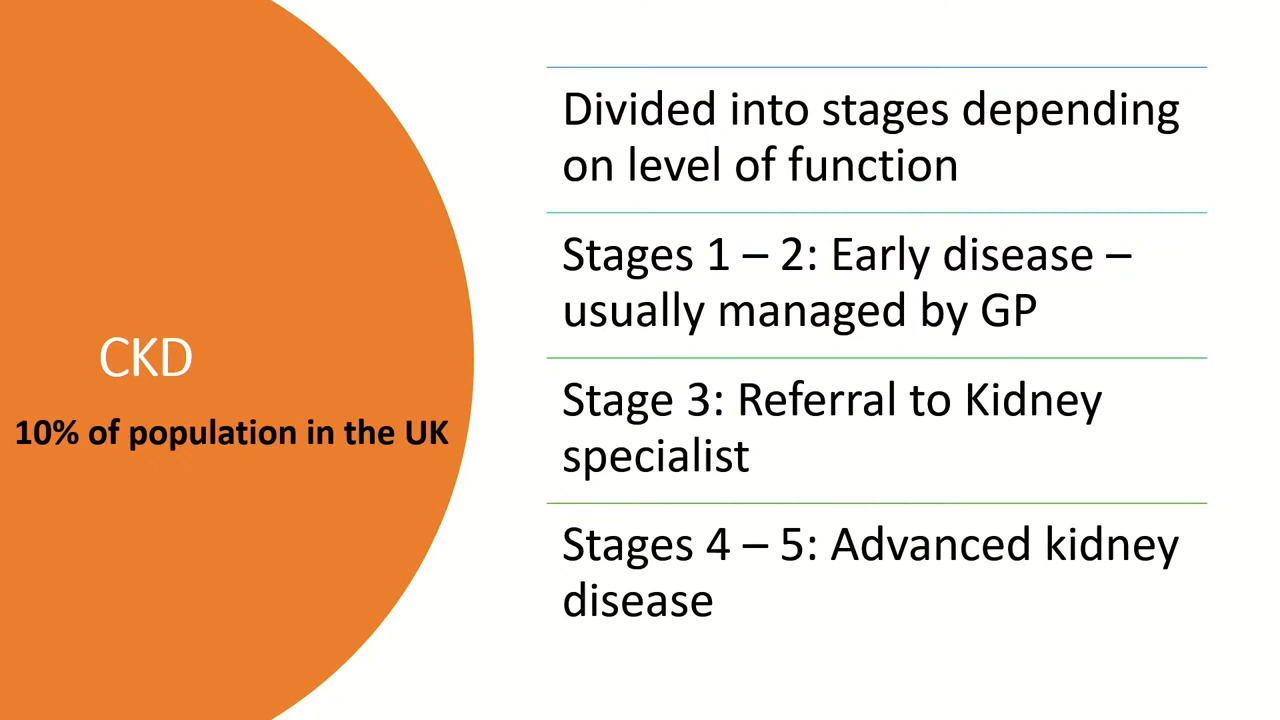 CKD
10% of population in the UK
Divided into stages depending
on level of function
Stages 1 – 2: Early disease –
usually managed by GP
Stage 3: Referral to Kidney
specialist
Stages 4 – 5: Advanced kidney
disease